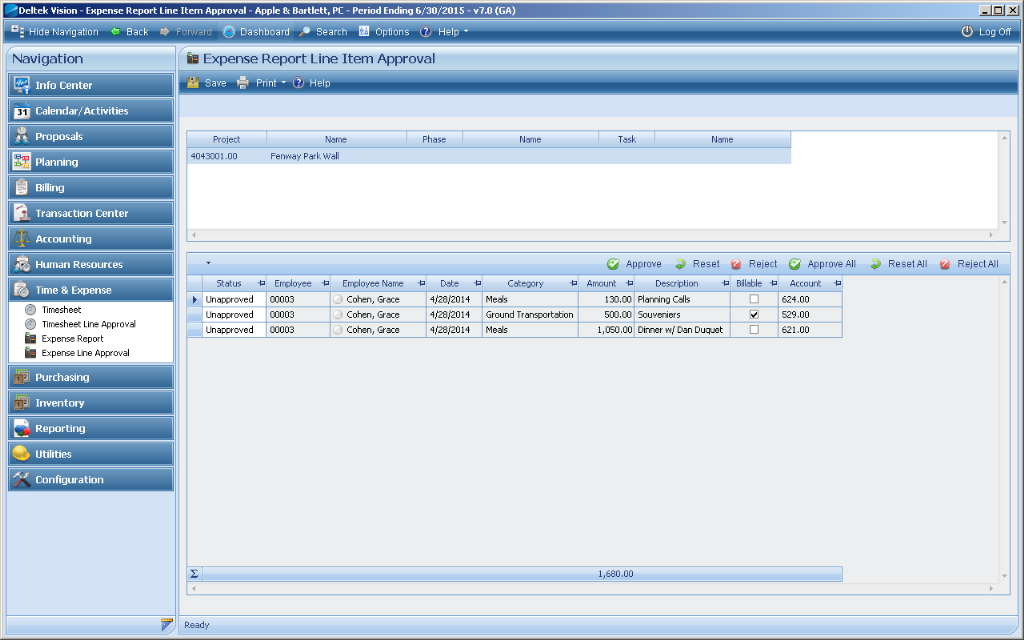 Deltek Vision - Expense Report Line Item Approval - Apple & Bartlett, PC - Period Ending 6/30/2015 - v7.0 (GA)
Hide Navigation Back Forward Dashboard Search Options Help Log Off
Navigation
Info Center
31 Calendar/Activities
Proposals
Planning
Billing
Transaction Center
Accounting
Human Resources
Time & Expense
Timesheet
Timesheet Line Approval
Expense Report
Expense Line Approval
Purchasing
Inventory
Reporting
Utilities
Configuration
Expense Report Line Item Approval
Save Print Help
Project Name Phase Name Task Name
4043001.00 Fenway Park Wall
Approve Reset Reject Approve All Reset All Reject All
Status Employee Employee Name Date Category Amount Description Billable Account
Unapproved 00003 Cohen, Grace 4/28/2014 Meals 130.00 Planning Calls 624.00
Unapproved 00003 Cohen, Grace 4/28/2014 Ground Transportation 500.00 Souveniers 529.00
Unapproved 00003 Cohen, Grace 4/28/2014 Meals 1,050.00 Dinner w/ Dan Duquet 621.00
Σ 1,680.00
Ready